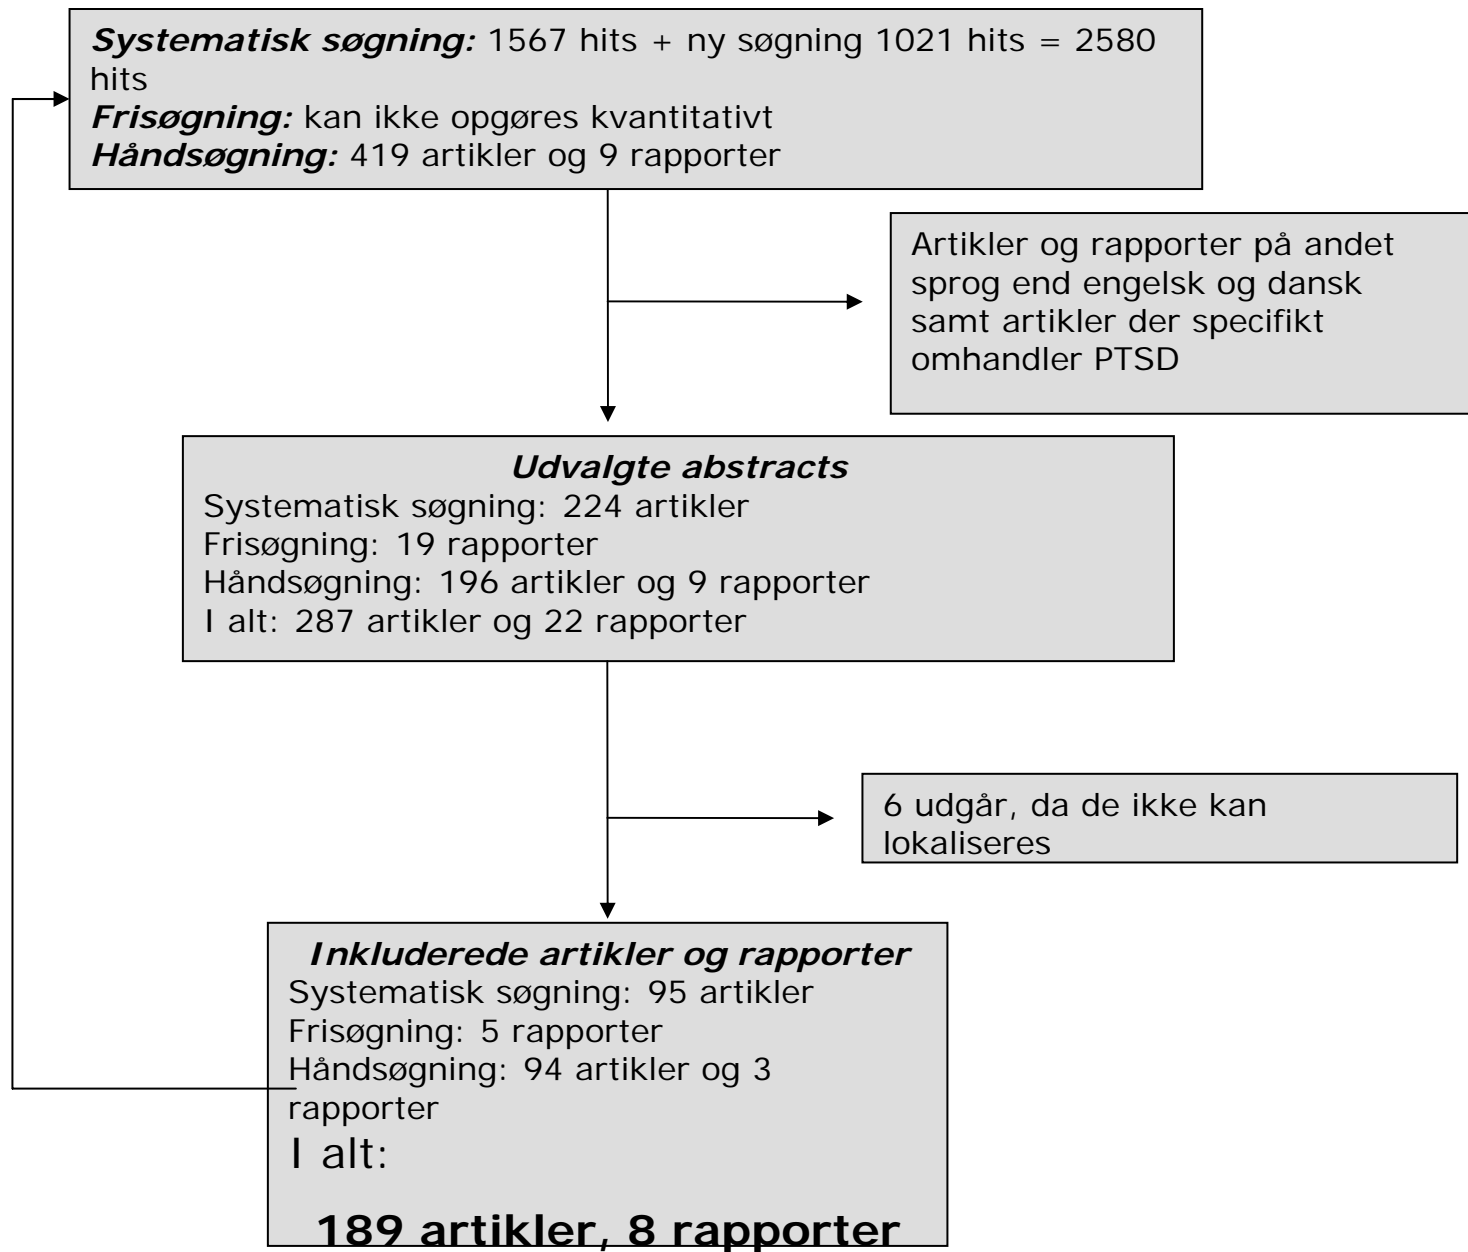 Systematisk søgning: 1567 hits + ny søgning 1021 hits = 2580
hits
Frisøgning: kan ikke opgøres kvantitativt
Håndsøgning: 419 artikler og 9 rapporter
Artikler og rapporter på andet
sprog end engelsk og dansk
samt artikler der specifikt
omhandler PTSD
Udvalgte abstracts
Systematisk søgning: 224 artikler
Frisøgning: 19 rapporter
Håndsøgning: 196 artikler og 9 rapporter
I alt: 287 artikler og 22 rapporter
6 udgår, da de ikke kan
lokaliseres
Inkluderede artikler og rapporter
Systematisk søgning: 95 artikler
Frisøgning: 5 rapporter
Håndsøgning: 94 artikler og 3
rapporter
I alt:
189 artikler, 8 rapporter